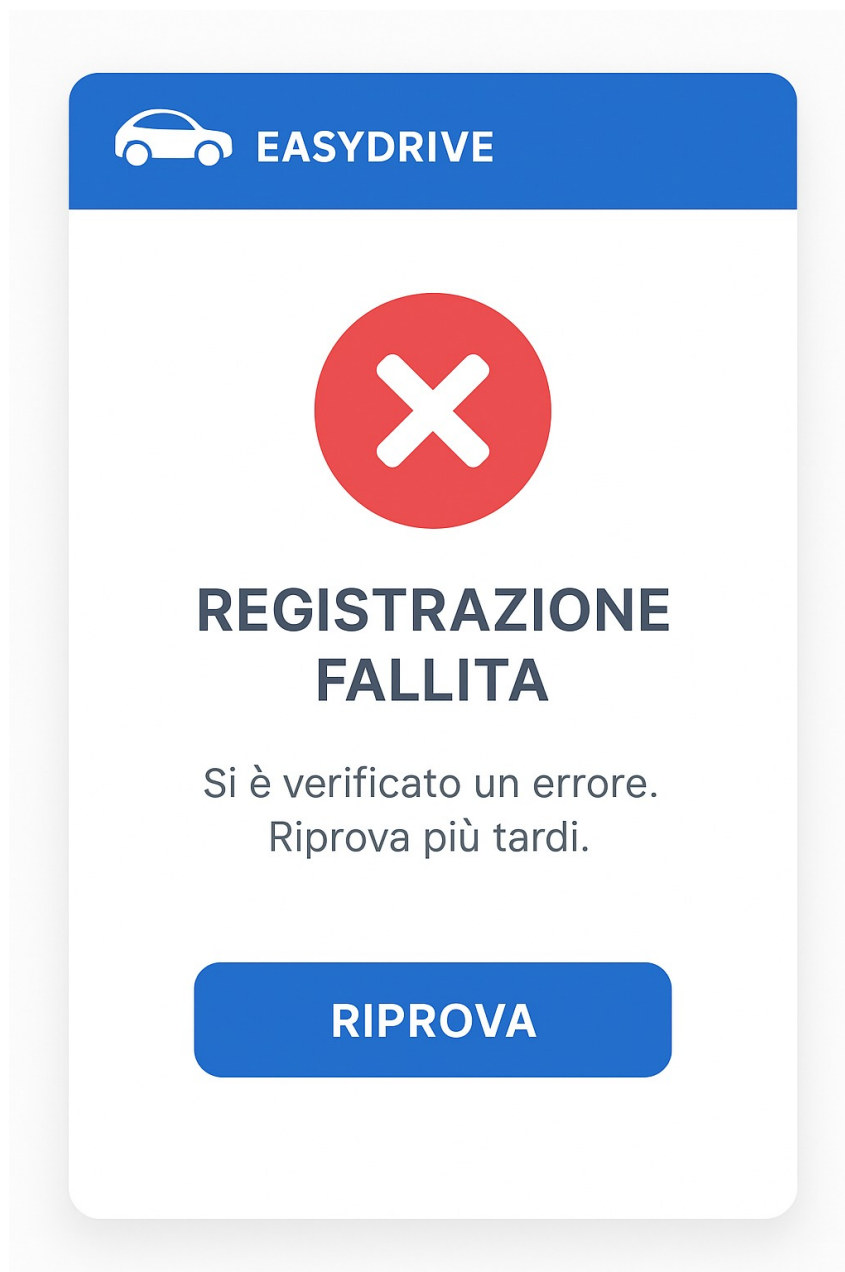 EASYDRIVE
REGISTRAZIONE
FALLITA
Si è verificato un errore.
Riprova più tardi.
RIPROVA